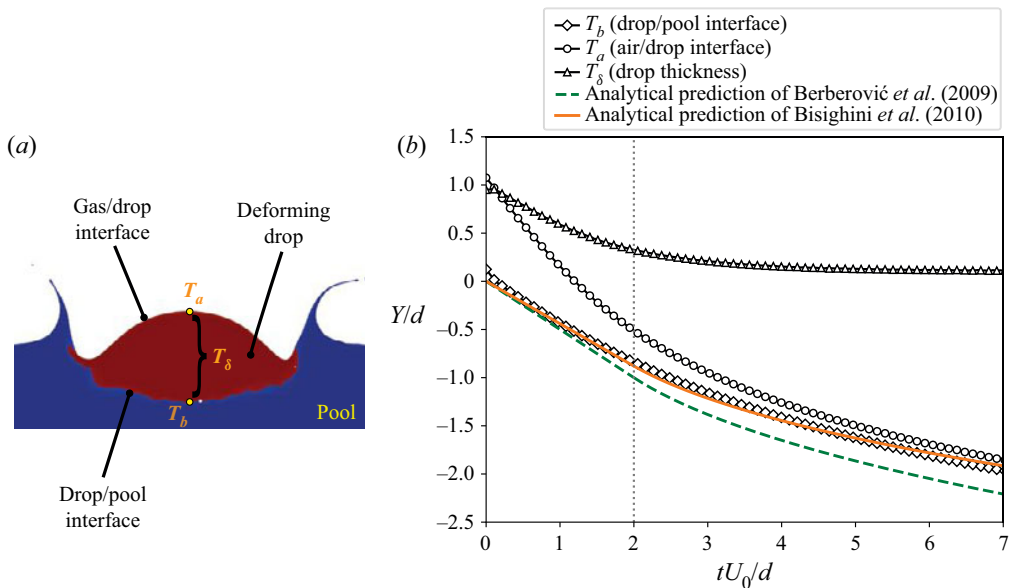 T_b (drop/pool interface)
T_a (air/drop interface)
T_δ (drop thickness)
Analytical prediction of Berberović et al. (2009)
Analytical prediction of Bisighini et al. (2010)
(a)
Gas/drop
interface
Deforming
drop
T_a
T_δ
T_b
Pool
Drop/pool
interface
(b)
1.5
1.0
0.5
0
–0.5
–1.0
–1.5
–2.0
–2.5
Y/d
0 1 2 3 4 5 6 7
tU_0/d